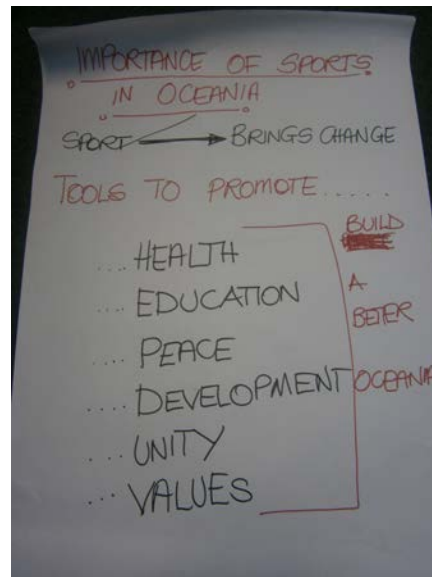 IMPORTANCE OF SPORTS
IN OCEANIA
SPORT → BRINGS CHANGE
TOOLS TO PROMOTE.....
... HEALTH
.... EDUCATION
.... PEACE
.... DEVELOPMENT
... UNITY
... VALUES
BUILD
A
BETER
OCEANIA